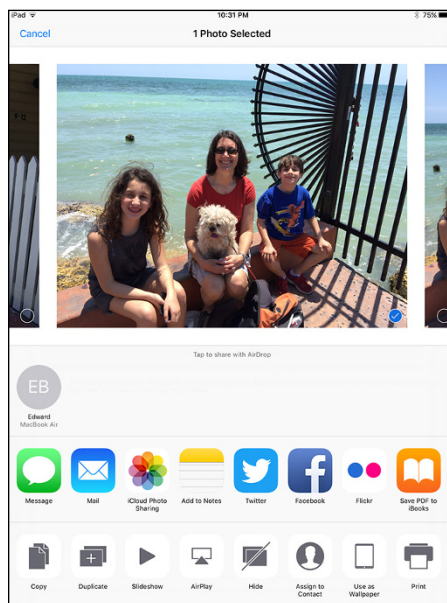 iPad 10:31 PM 75%
Cancel 1 Photo Selected
Tap to share with AirDrop
EB
Edward
MacBook Air
Message Mail iCloud Photo Sharing Add to Notes Twitter Facebook Flickr Save PDF to iBooks
Copy Duplicate Slideshow AirPlay Hide Assign to Contact Use as Wallpaper Print